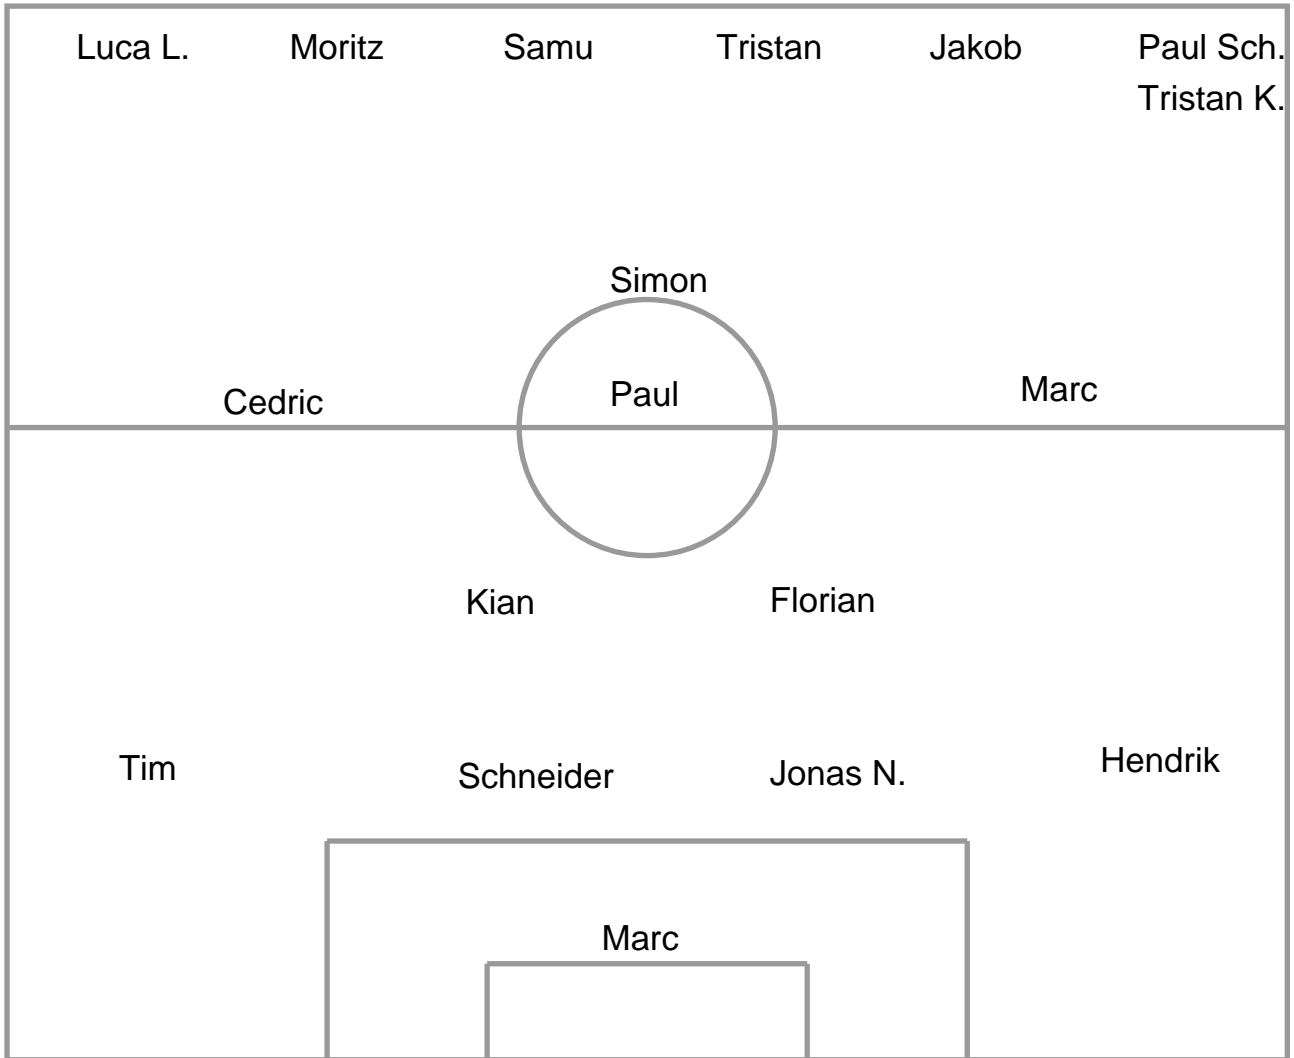 Luca L. Moritz Samu Tristan Jakob Paul Sch.
Tristan K.
Simon
Cedric Paul Marc
Kian Florian
Tim Schneider Jonas N. Hendrik
Marc